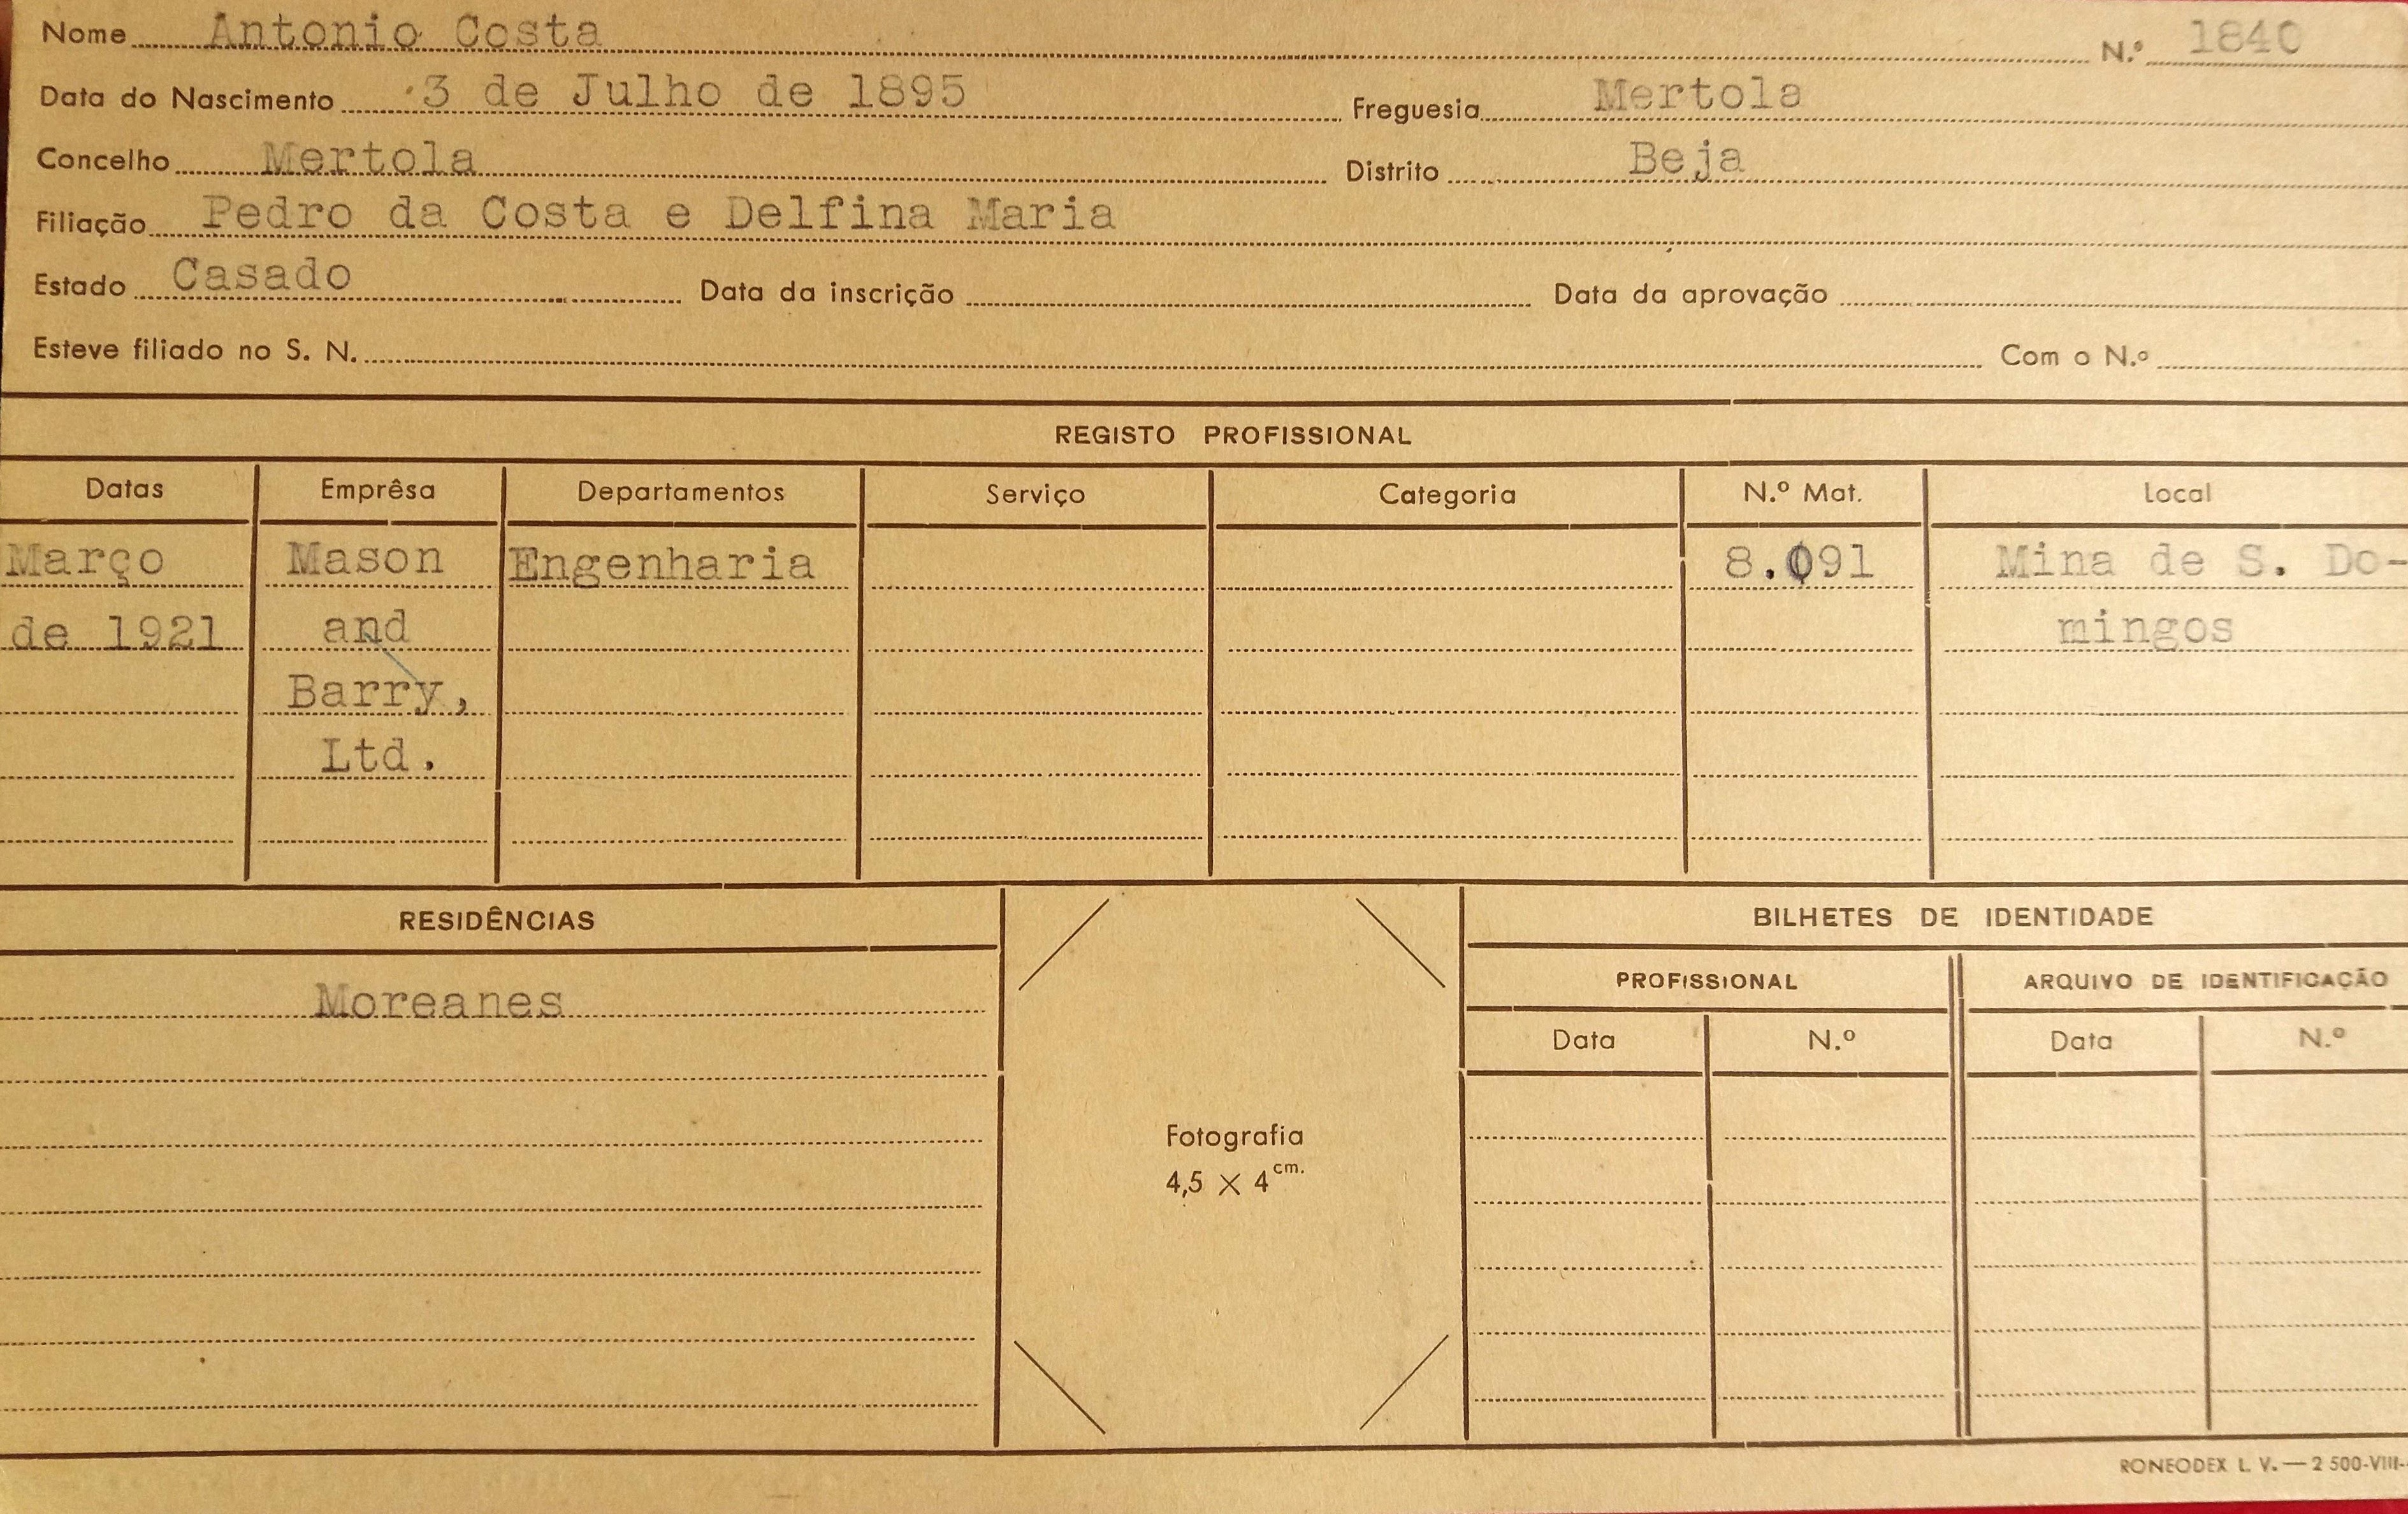 Nome Antonio Costa N.º 1840
Data do Nascimento 3 de Julho de 1895 Freguesia Mertola
Concelho Mertola Distrito Beja
Filiação Pedro da Costa e Delfina Maria
Estado Casado Data da inscrição Data da aprovação
Esteve filiado no S. N. Com o N.º
REGISTO PROFISSIONAL
Datas Emprêsa Departamentos Serviço Categoria N.º Mat. Local
Março Mason Engenharia 8.091 Mina de S. Do-
de 1921 and mingos
Barry,
Ltd.
RESIDÊNCIAS BILHETES DE IDENTIDADE
PROFISSIONAL ARQUIVO DE IDENTIFICAÇÃO
Moreanes
Data N.º Data N.º
Fotografia
4,5 × 4 cm.
RONEODEX L. V. — 2 500-VIII-